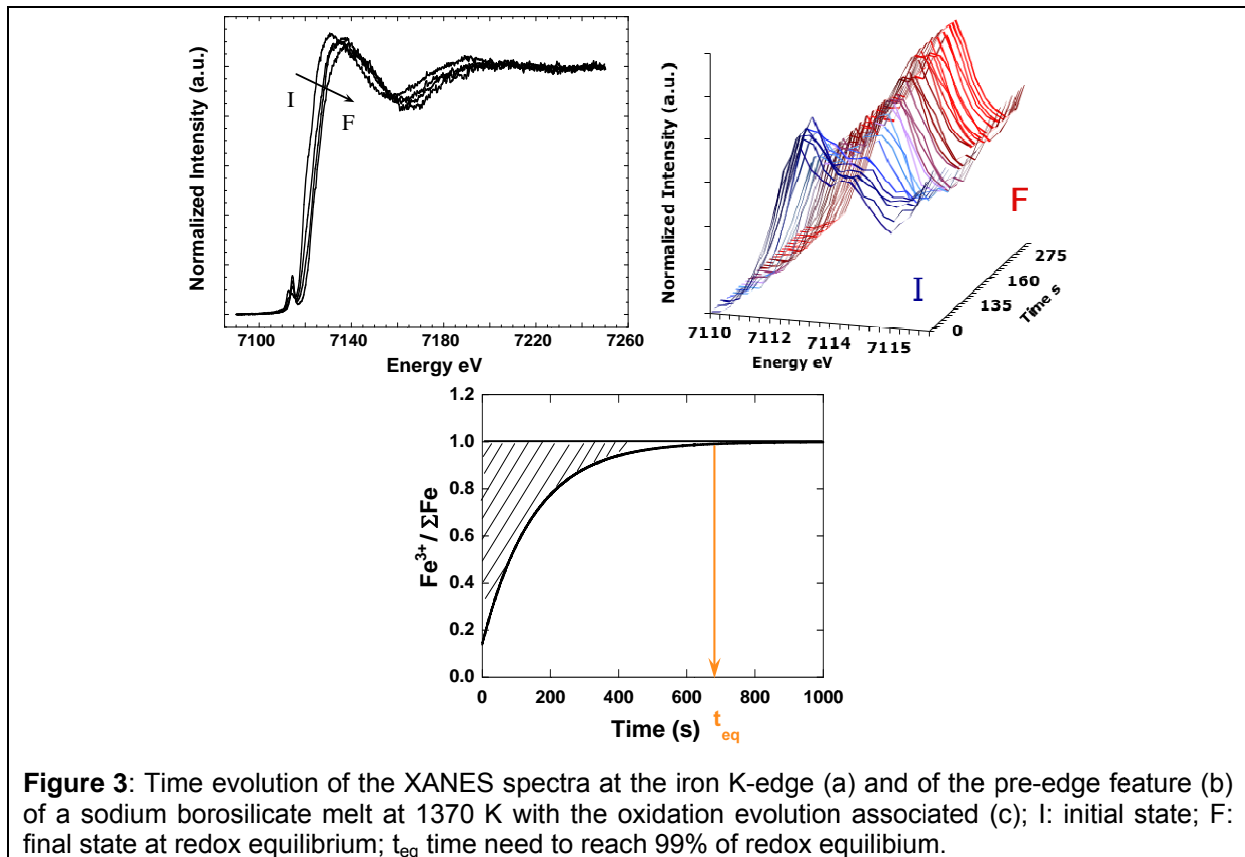 Normalized Intensity (a.u.)
I
F
7100 7140 7180 7220 7260
Energy eV
Normalized Intensity (a.u.)
F
I
275
160
135
0
Time s
7110 7112 7114 7115
Energy eV
Fe³⁺ / ΣFe
1.2
1.0
0.8
0.6
0.4
0.2
0.0
0 200 400 600 800 1000
Time (s) t_eq
Figure 3: Time evolution of the XANES spectra at the iron K-edge (a) and of the pre-edge feature (b)
of a sodium borosilicate melt at 1370 K with the oxidation evolution associated (c); I: initial state; F:
final state at redox equilibrium; t_eq time need to reach 99% of redox equilibium.